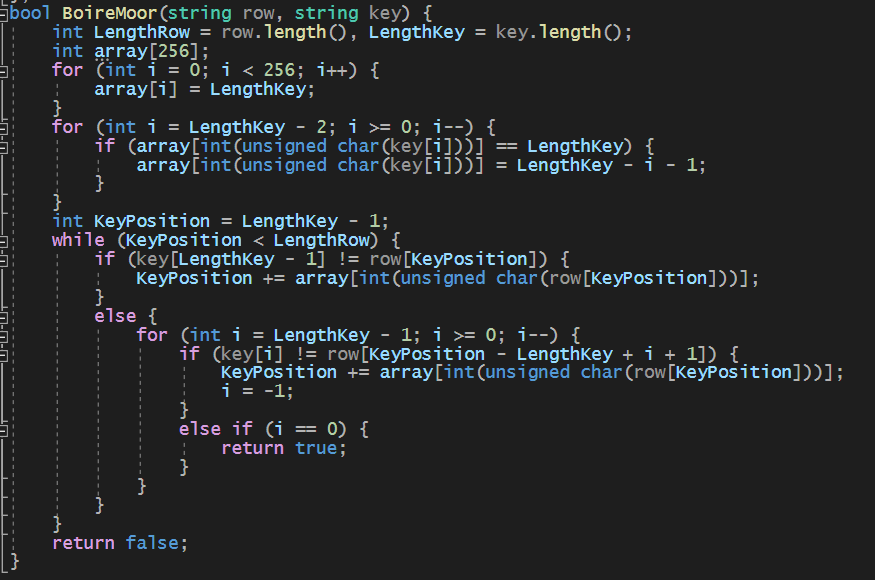 bool BoireMoor(string row, string key) {
    int LengthRow = row.length(), LengthKey = key.length();
    int array[256];
    for (int i = 0; i < 256; i++) {
        array[i] = LengthKey;
    }
    for (int i = LengthKey - 2; i >= 0; i--) {
        if (array[int(unsigned char(key[i]))] == LengthKey) {
            array[int(unsigned char(key[i]))] = LengthKey - i - 1;
        }
    }
    int KeyPosition = LengthKey - 1;
    while (KeyPosition < LengthRow) {
        if (key[LengthKey - 1] != row[KeyPosition]) {
            KeyPosition += array[int(unsigned char(row[KeyPosition]))];
        }
        else {
            for (int i = LengthKey - 1; i >= 0; i--) {
                if (key[i] != row[KeyPosition - LengthKey + i + 1]) {
                    KeyPosition += array[int(unsigned char(row[KeyPosition]))];
                    i = -1;
                }
                else if (i == 0) {
                    return true;
                }
            }
        }
    }
    return false;
}